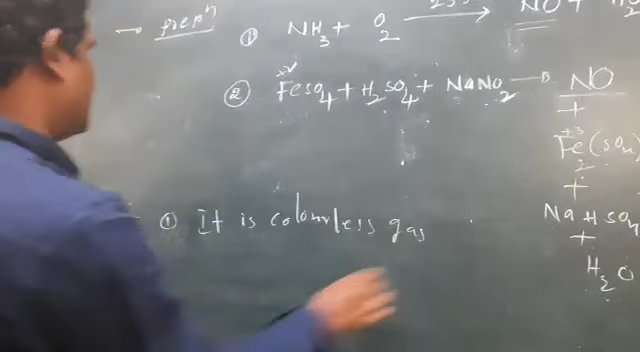 → prepⁿ ① NH3 + O2 → NO +
② FeSO4 + H2SO4 + NaNO2 → NO
+
+3
Fe2(SO4
+
NaHSO4
+
H2O
① It is colourless gas